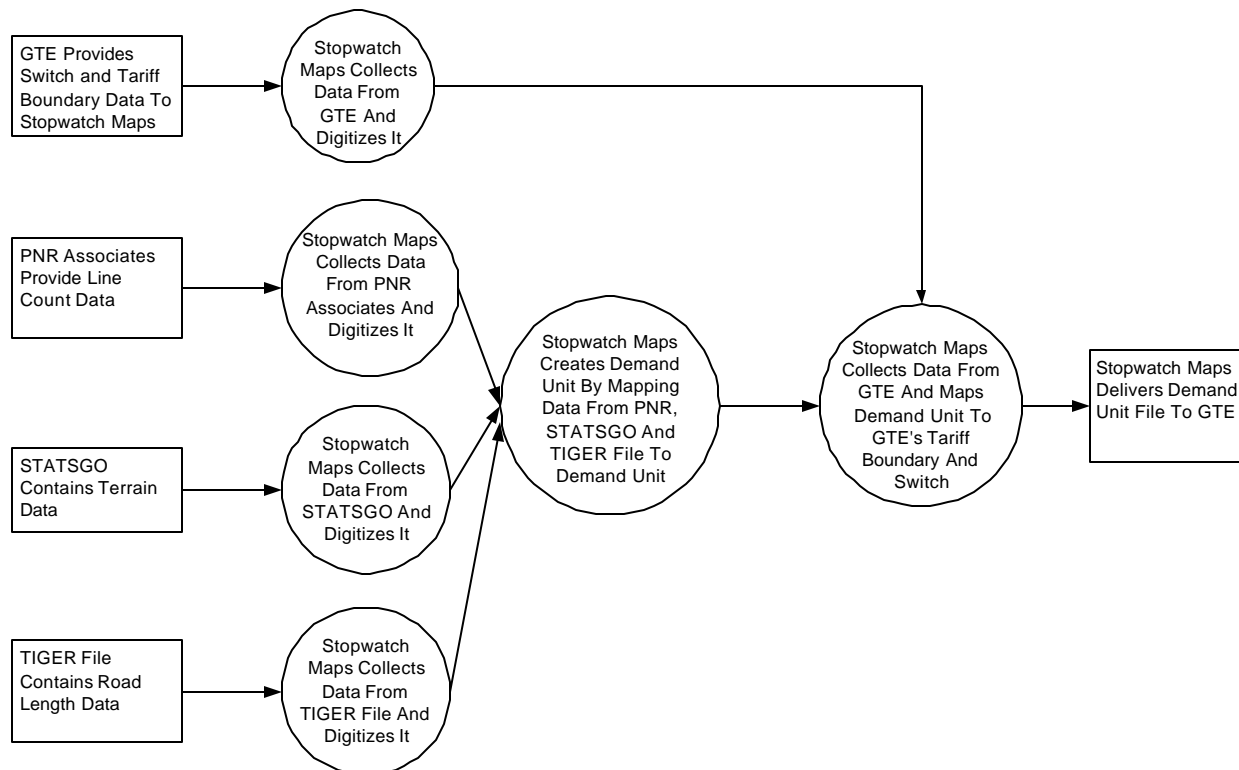 GTE Provides
Switch and Tariff
Boundary Data To
Stopwatch Maps
Stopwatch
Maps Collects
Data From
GTE And
Digitizes It
PNR Associates
Provide Line
Count Data
Stopwatch Maps
Collects Data
From PNR
Associates And
Digitizes It
STATSGO
Contains Terrain
Data
Stopwatch
Maps Collects
Data From
STATSGO And
Digitizes It
TIGER File
Contains Road
Length Data
Stopwatch
Maps Collects
Data From
TIGER File And
Digitizes It
Stopwatch Maps
Creates Demand
Unit By Mapping
Data From PNR,
STATSGO And
TIGER File To
Demand Unit
Stopwatch Maps
Collects Data From
GTE And Maps
Demand Unit To
GTE's Tariff
Boundary And
Switch
Stopwatch Maps
Delivers Demand
Unit File To GTE